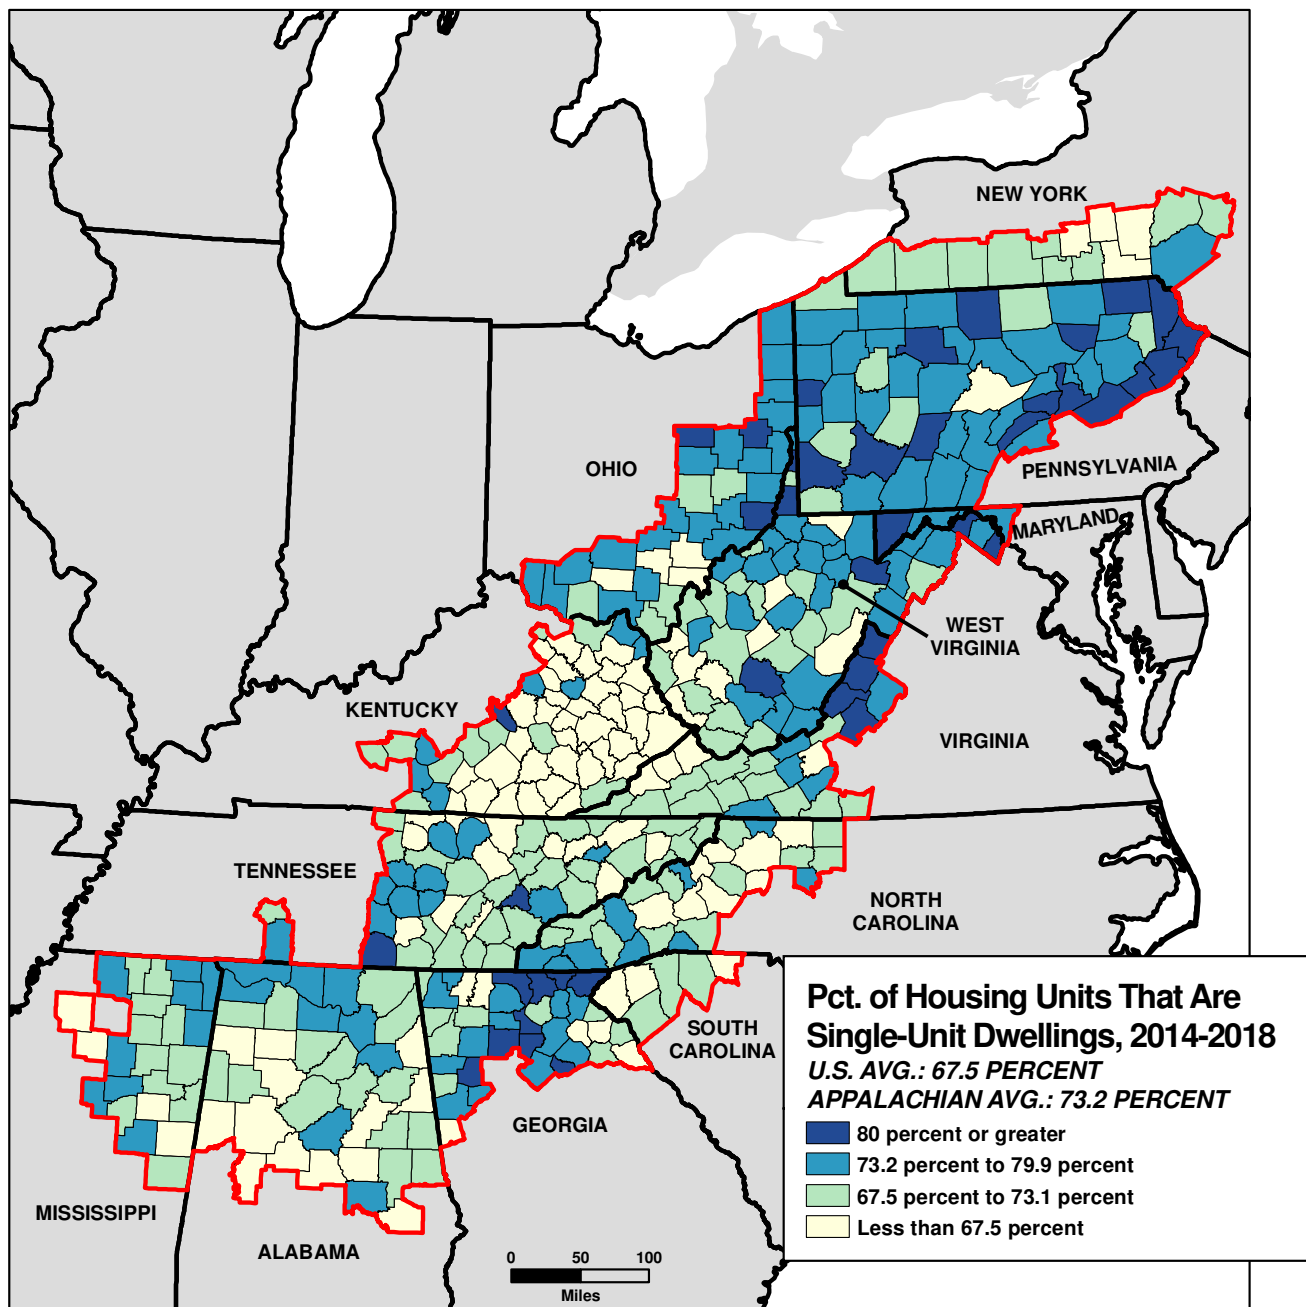 NEW YORK
OHIO
PENNSYLVANIA
MARYLAND
WEST
VIRGINIA
KENTUCKY
VIRGINIA
TENNESSEE
NORTH
CAROLINA
SOUTH
CAROLINA
GEORGIA
MISSISSIPPI
ALABAMA
Pct. of Housing Units That Are
Single-Unit Dwellings, 2014-2018
U.S. AVG.: 67.5 PERCENT
APPALACHIAN AVG.: 73.2 PERCENT
80 percent or greater
73.2 percent to 79.9 percent
67.5 percent to 73.1 percent
Less than 67.5 percent
0 50 100
Miles